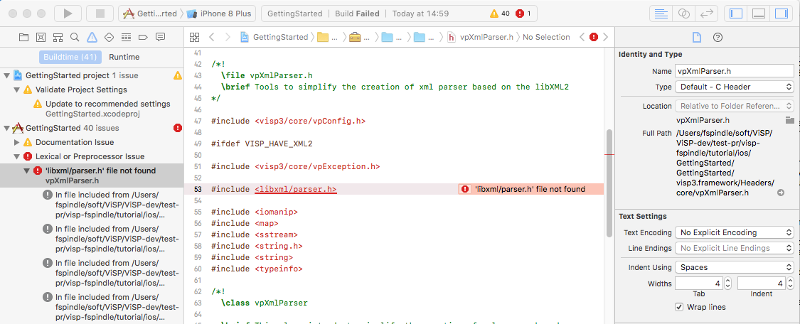 Getti...rted
iPhone 8 Plus
GettingStarted
Build Failed
Today at 14:59
40
1
Buildtime (41)
Runtime
GettingStarted project 1 issue
Validate Project Settings
Update to recommended settings
GettingStarted.xcodeproj
GettingStarted 40 issues
Documentation Issue
Lexical or Preprocessor Issue
'libxml/parser.h' file not found
vpXmlParser.h
In file included from /Users/
fspindle/soft/ViSP/ViSP-dev/test-
pr/visp-fspindle/tutorial/ios/...
In file included from /Users/
fspindle/soft/ViSP/ViSP-dev/test-
pr/visp-fspindle/tutorial/ios/...
In file included from /Users/
fspindle/soft/ViSP/ViSP-dev/test-
pr/visp-fspindle/tutorial/ios/...
In file included from /Users/
fspindle/soft/ViSP/ViSP-dev/test-
pr/visp-fspindle/tutorial/ios/...
GettingStarted
...
...
...
...
h vpXmlParser.h
No Selection
41
42 /*!
43 \file vpXmlParser.h
44 \brief Tools to simplify the creation of xml parser based on the libXML2
45 */
46
47 #include <visp3/core/vpConfig.h>
48
49 #ifdef VISP_HAVE_XML2
50
51 #include <visp3/core/vpException.h>
52
53 #include <libxml/parser.h>
'libxml/parser.h' file not found
54
55 #include <iomanip>
56 #include <map>
57 #include <sstream>
58 #include <string.h>
59 #include <string>
60 #include <typeinfo>
61
62 /*!
63 \class vpXmlParser
64
Identity and Type
Name vpXmlParser.h
Type Default - C Header
Location Relative to Folder Referen...
vpXmlParser.h
Full Path /Users/fspindle/soft/ViSP/
ViSP-dev/test-pr/visp-
fspindle/tutorial/ios/
GettingStarted/
GettingStarted/
visp3.framework/Headers/
core/vpXmlParser.h
Text Settings
Text Encoding No Explicit Encoding
Line Endings No Explicit Line Endings
Indent Using Spaces
Widths 4 4
Tab Indent
Wrap lines